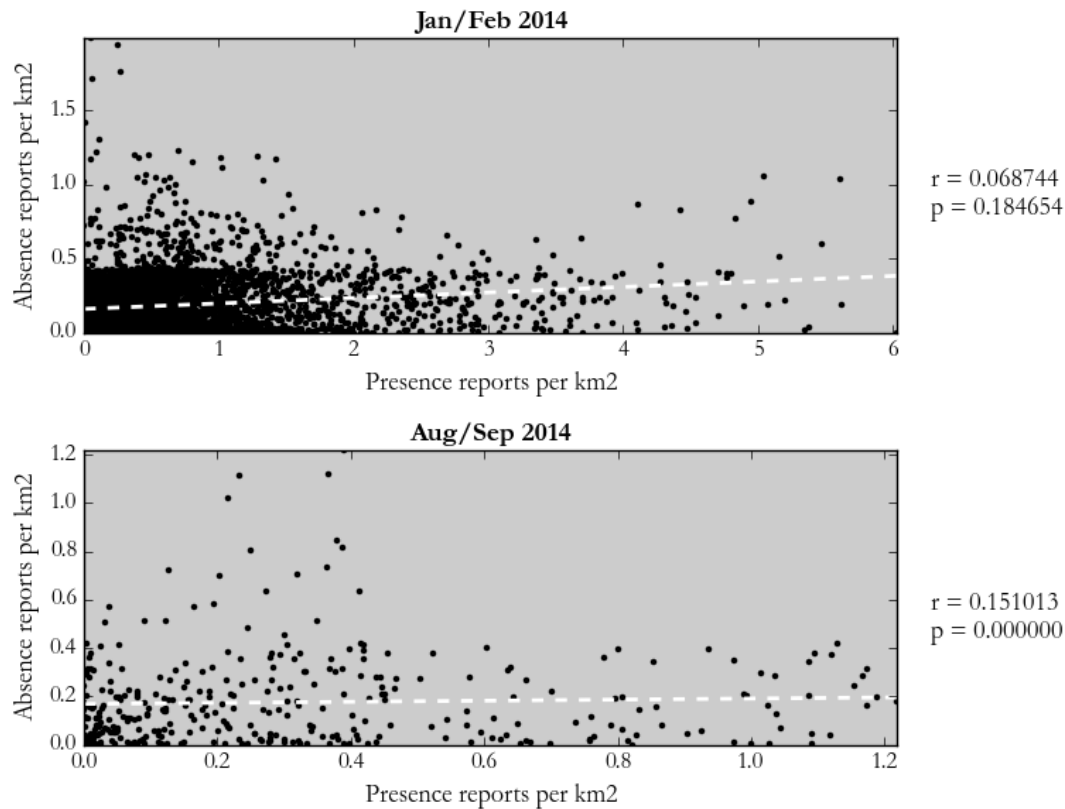 Jan/Feb 2014
Absence reports per km2
1.5
1.0
0.5
0.0
0 1 2 3 4 5 6
Presence reports per km2
r = 0.068744
p = 0.184654
Aug/Sep 2014
Absence reports per km2
1.2
1.0
0.8
0.6
0.4
0.2
0.0
0.0 0.2 0.4 0.6 0.8 1.0 1.2
Presence reports per km2
r = 0.151013
p = 0.000000